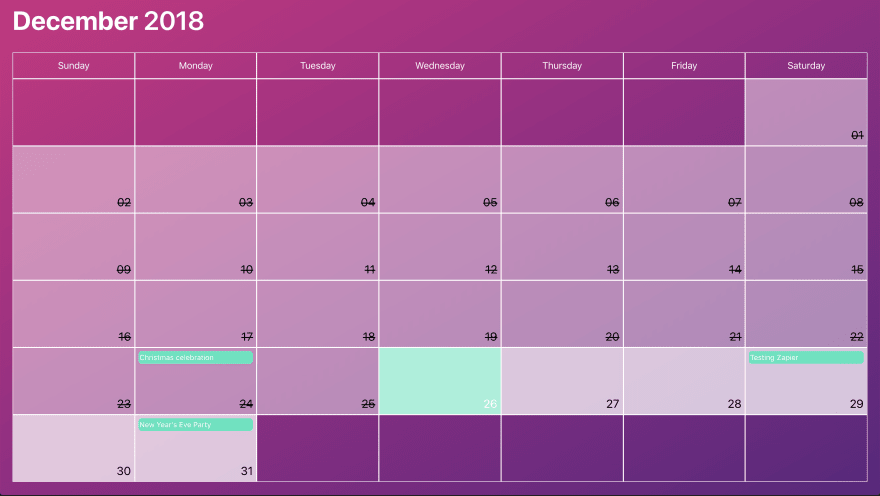 December 2018
Sunday Monday Tuesday Wednesday Thursday Friday Saturday
01
02 03 04 05 06 07 08
09 10 11 12 13 14 15
16 17 18 19 20 21 22
Christmas celebration Testing Zapier
23 24 25 26 27 28 29
New Year's Eve Party
30 31